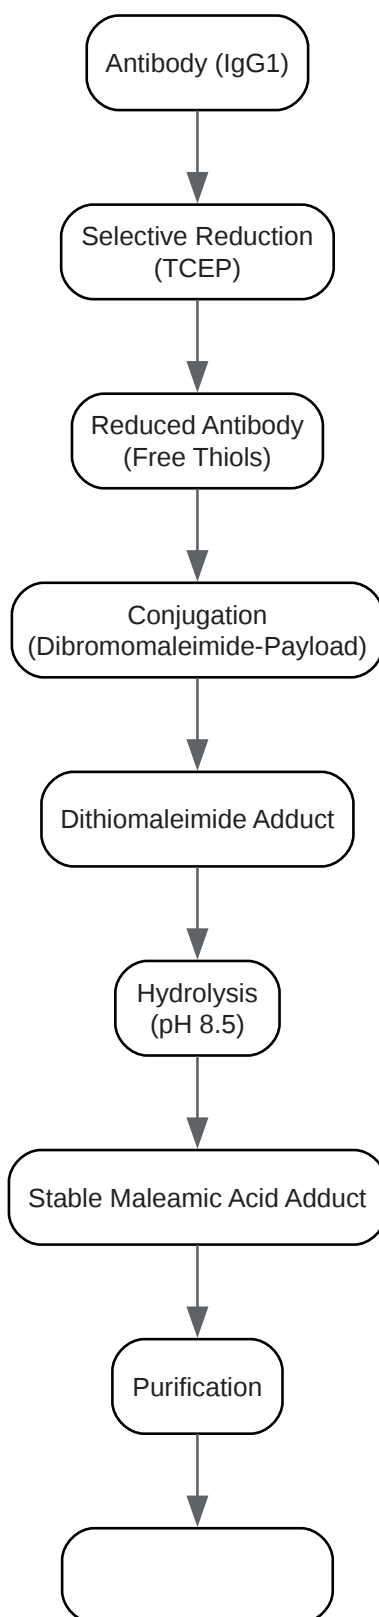 Antibody (IgG1)
Selective Reduction
(TCEP)
Reduced Antibody
(Free Thiols)
Conjugation
(Dibromomaleimide-Payload)
Dithiomaleimide Adduct
Hydrolysis
(pH 8.5)
Stable Maleamic Acid Adduct
Purification